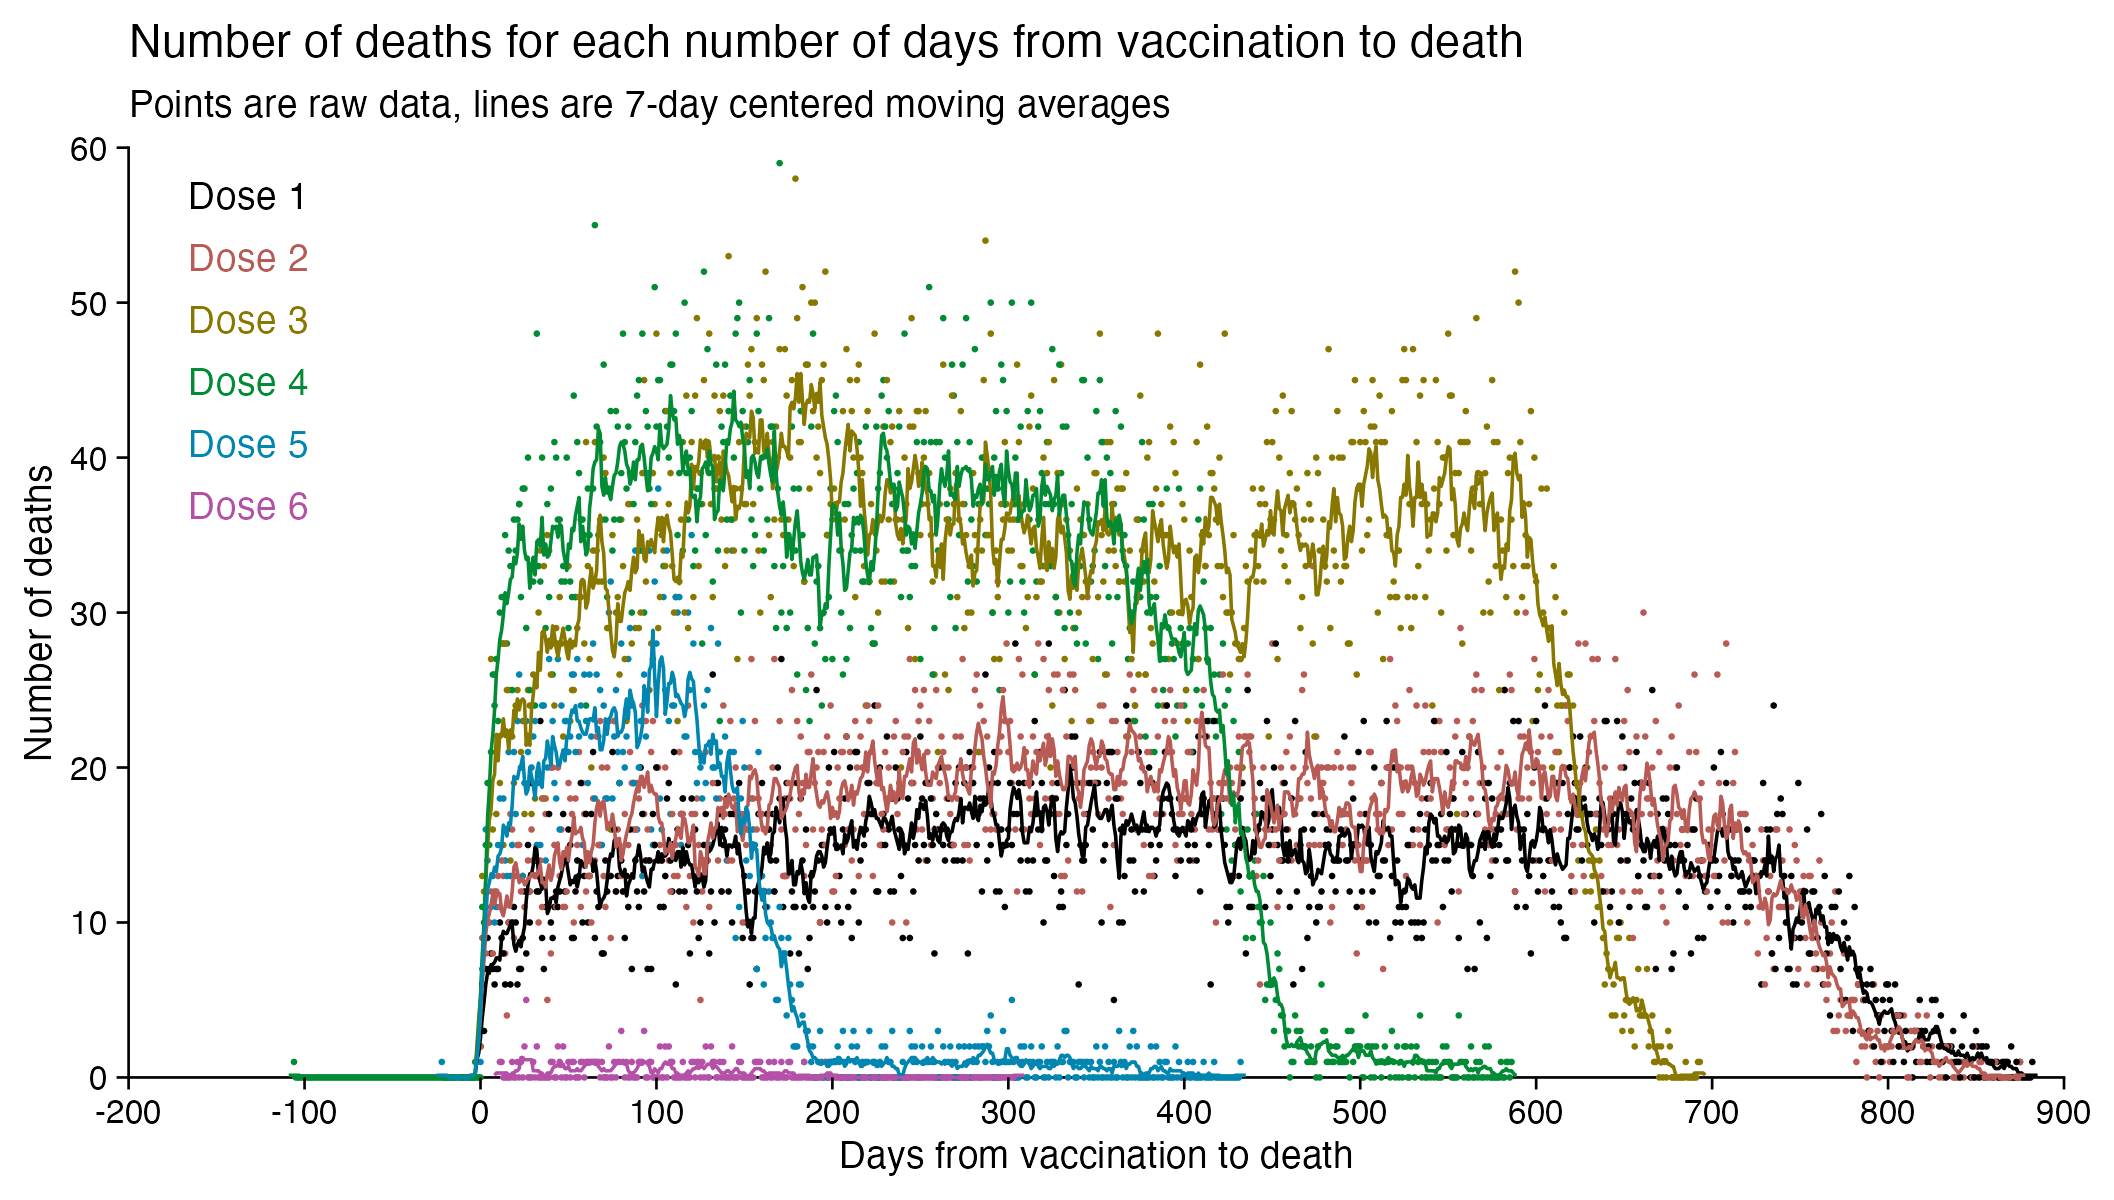 Number of deaths for each number of days from vaccination to death
Points are raw data, lines are 7-day centered moving averages
60
50
40
30
20
10
0
Number of deaths
Dose 1
Dose 2
Dose 3
Dose 4
Dose 5
Dose 6
-200 -100 0 100 200 300 400 500 600 700 800 900
Days from vaccination to death